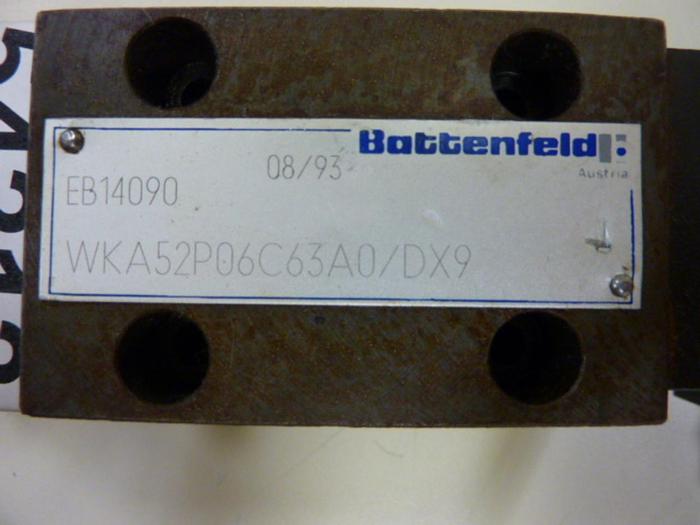 Battenfeld
Austria
08/93
EB14090
WKA52P06C63A0/DX9